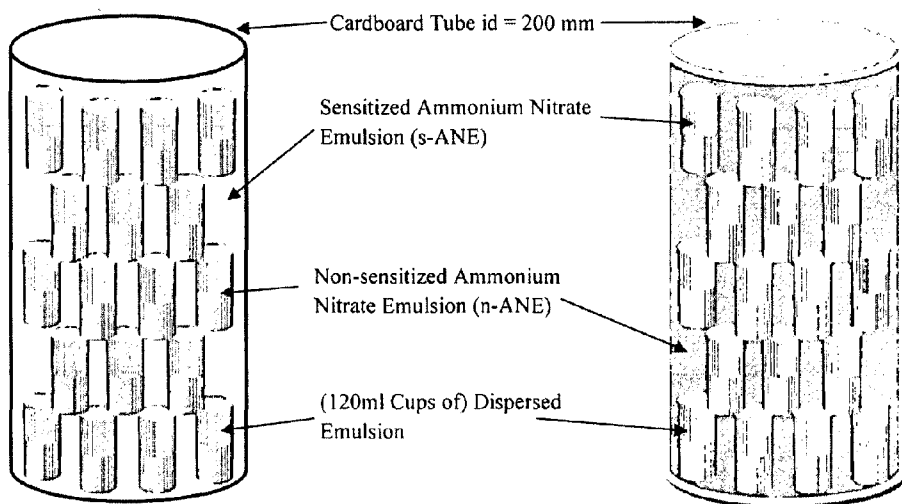 Cardboard Tube id = 200 mm
Sensitized Ammonium Nitrate
Emulsion (s-ANE)
Non-sensitized Ammonium
Nitrate Emulsion (n-ANE)
(120ml Cups of) Dispersed
Emulsion